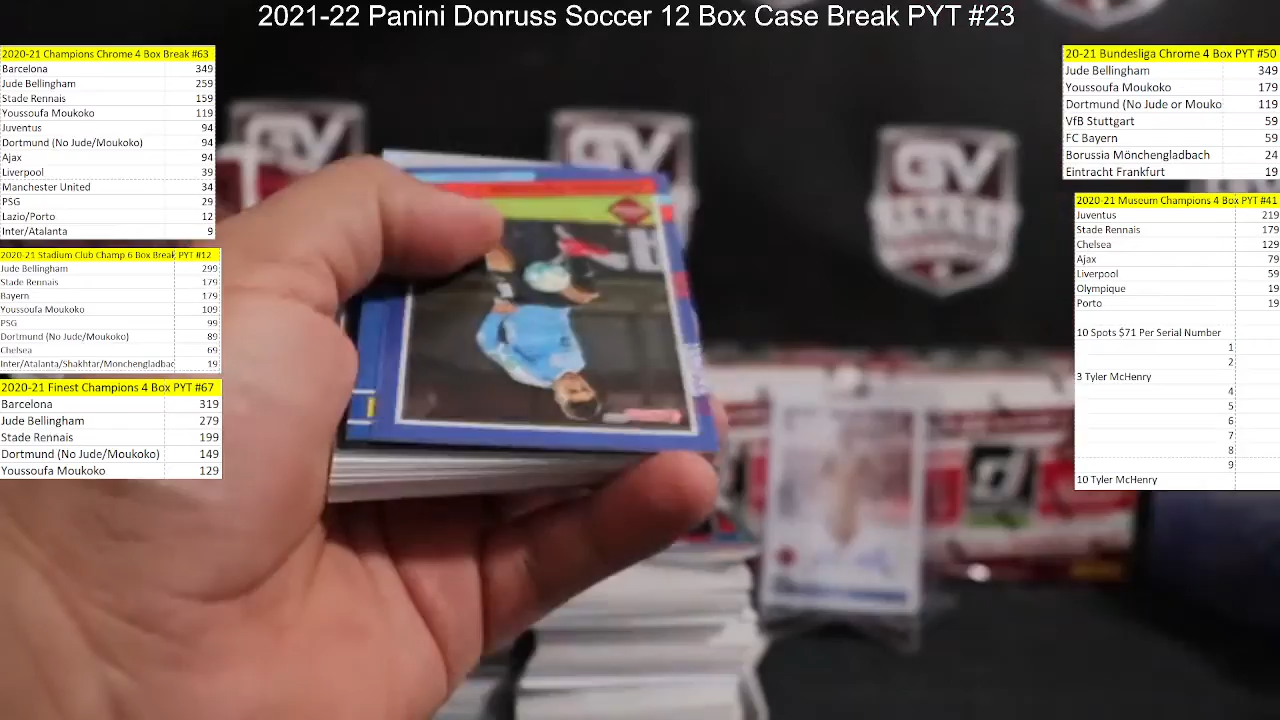 2021-22 Panini Donruss Soccer 12 Box Case Break PYT #23
2020-21 Champions Chrome 4 Box Break #63
Barcelona 349
Jude Bellingham 259
Stade Rennais 159
Youssoufa Moukoko 119
Juventus 94
Dortmund (No Jude/Moukoko) 94
Ajax 94
Liverpool 39
Manchester United 34
PSG 29
Lazio/Porto 12
Inter/Atalanta 9
2020-21 Stadium Club Champ 6 Box Break PYT #12
Jude Bellingham 299
Stade Rennais 179
Bayern 179
Youssoufa Moukoko 109
PSG 99
Dortmund (No Jude/Moukoko) 89
Chelsea 69
Inter/Atalanta/Shakhtar/Monchengladbac 19
2020-21 Finest Champions 4 Box PYT #67
Barcelona 319
Jude Bellingham 279
Stade Rennais 199
Dortmund (No Jude/Moukoko) 149
Youssoufa Moukoko 129
20-21 Bundesliga Chrome 4 Box PYT #50
Jude Bellingham 349
Youssoufa Moukoko 179
Dortmund (No Jude or Mouko 119
VfB Stuttgart 59
FC Bayern 59
Borussia Mönchengladbach 24
Eintracht Frankfurt 19
2020-21 Museum Champions 4 Box PYT #41
Juventus 219
Stade Rennais 179
Chelsea 129
Ajax 79
Liverpool 59
Olympique 19
Porto 19
10 Spots $71 Per Serial Number
1
2
3 Tyler McHenry
4
5
6
7
8
9
10 Tyler McHenry
GV
GV
GV